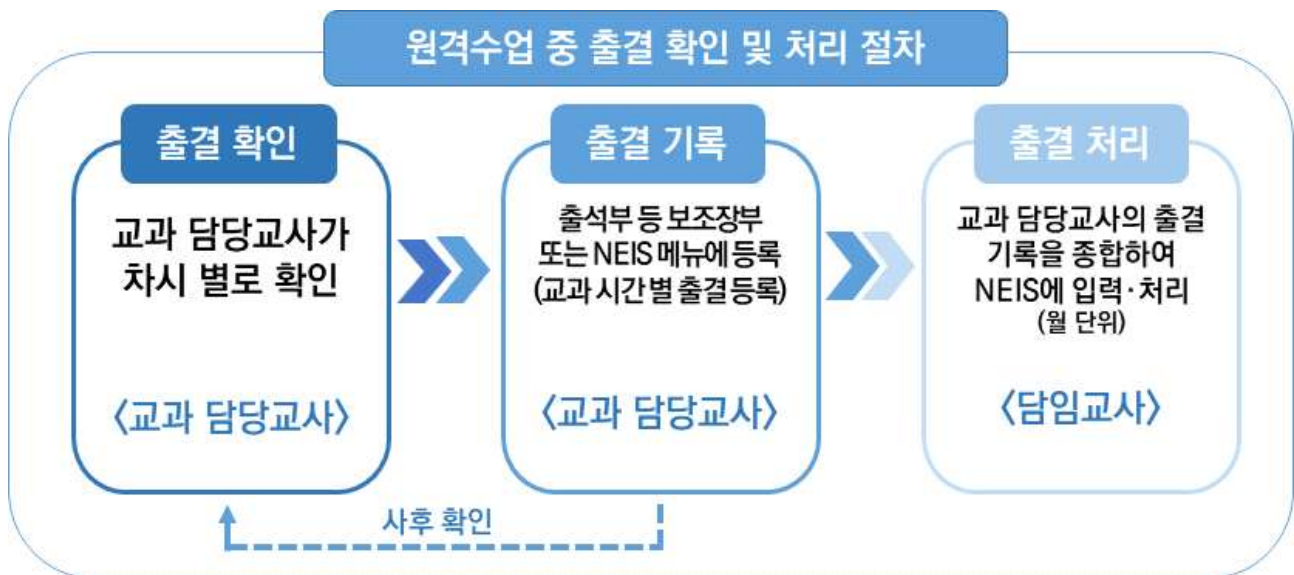 원격수업 중 출결 확인 및 처리 절차
출결 확인
교과 담당교사가
차시 별로 확인
〈교과 담당교사〉
출결 기록
출석부 등 보조장부
또는 NEIS 메뉴에 등록
(교과 시간 별 출결 등록)
〈교과 담당교사〉
출결 처리
교과 담당교사의 출결
기록을 종합하여
NEIS에 입력·처리
(월 단위)
〈담임교사〉
사후 확인